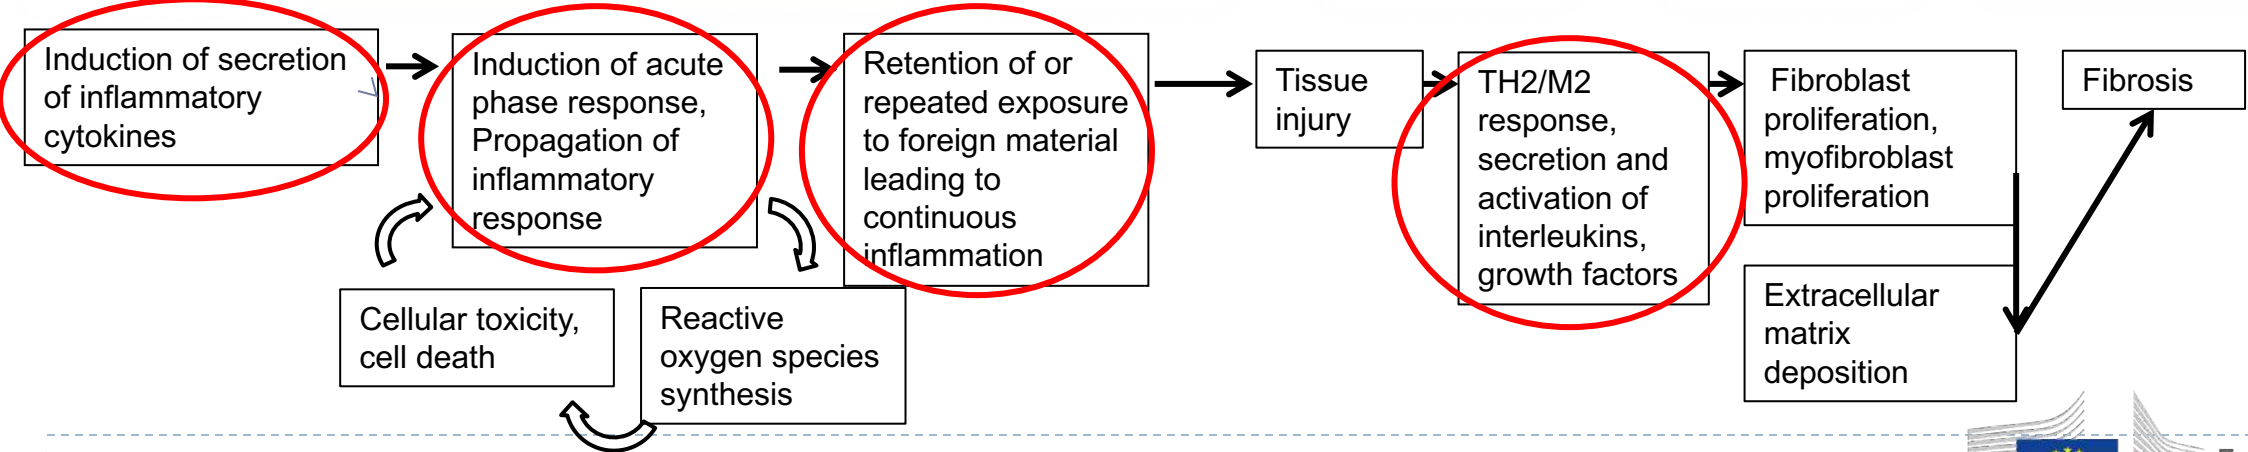 Induction of secretion
of inflammatory
cytokines
Induction of acute
phase response,
Propagation of
inflammatory
response
Retention of or
repeated exposure
to foreign material
leading to
continuous
inflammation
Tissue
injury
TH2/M2
response,
secretion and
activation of
interleukins,
growth factors
Fibroblast
proliferation,
myofibroblast
proliferation
Fibrosis
Cellular toxicity,
cell death
Reactive
oxygen species
synthesis
Extracellular
matrix
deposition